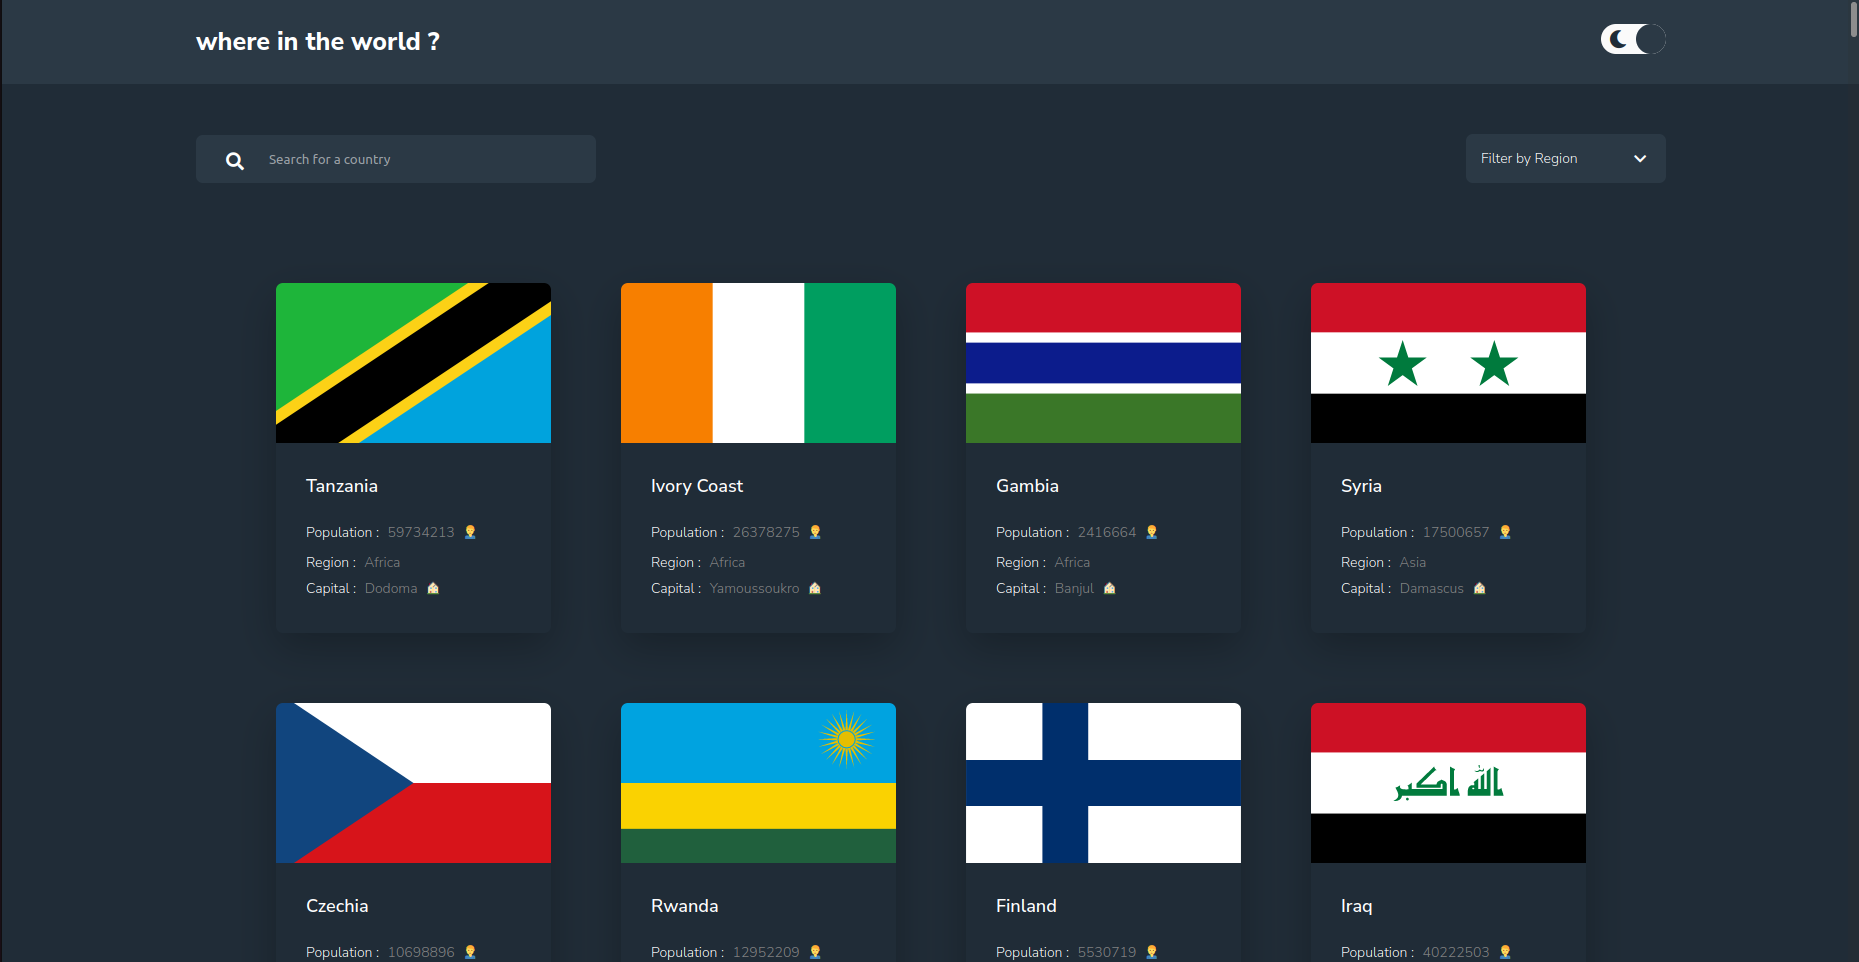 where in the world ?
Search for a country
Filter by Region
Tanzania
Population : 59734213
Region : Africa
Capital : Dodoma
Ivory Coast
Population : 26378275
Region : Africa
Capital : Yamoussoukro
Gambia
Population : 2416664
Region : Africa
Capital : Banjul
Syria
Population : 17500657
Region : Asia
Capital : Damascus
الله اكبر
Czechia
Population : 10698896
Rwanda
Population : 12952209
Finland
Population : 5530719
Iraq
Population : 40222503